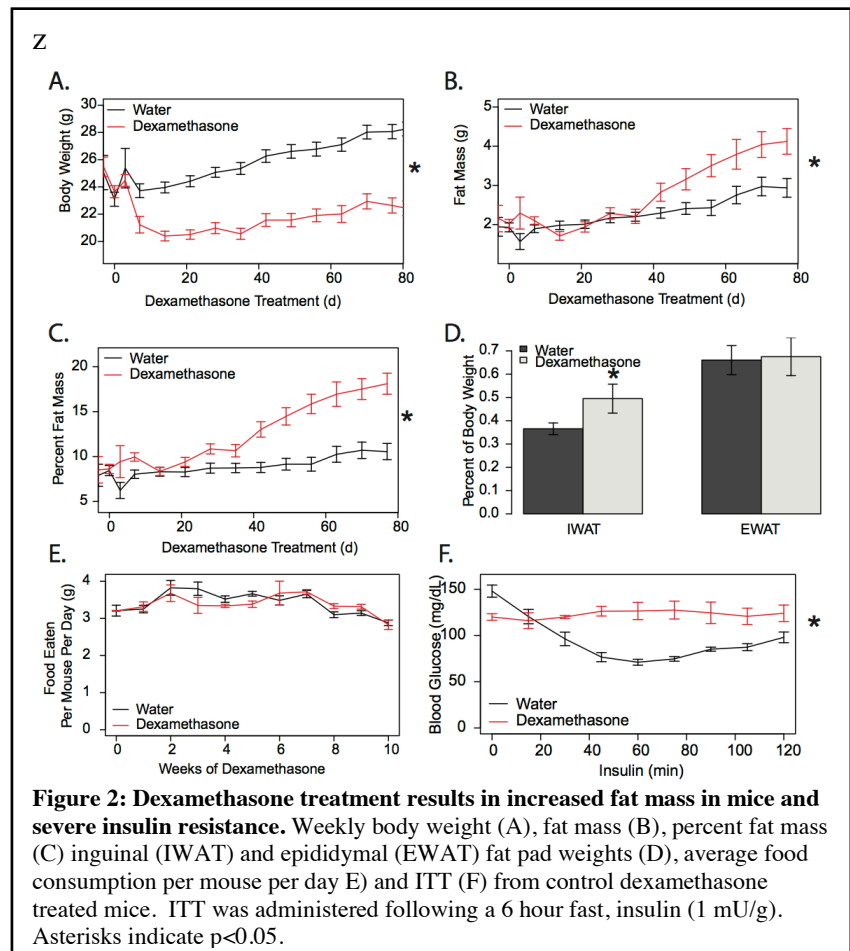 Z
A.
Body Weight (g)
30
28
26
24
22
20
Water
Dexamethasone
*
0 20 40 60 80
Dexamethasone Treatment (d)
B.
Fat Mass (g)
5
4
3
2
Water
Dexamethasone
*
0 20 40 60 80
Dexamethasone Treatment (d)
C.
Percent Fat Mass
20
15
10
5
Water
Dexamethasone
*
0 20 40 60 80
Dexamethasone Treatment (d)
D.
Percent of Body Weight
0.7
0.6
0.5
0.4
0.3
0.2
0.1
0.0
Water
Dexamethasone
*
IWAT EWAT
E.
Food Eaten
Per Mouse Per Day (g)
4
3
2
1
0
Water
Dexamethasone
0 2 4 6 8 10
Weeks of Dexamethasone
F.
Blood Glucose (mg/dL)
150
100
50
0
Water
Dexamethasone
*
0 20 40 60 80 100 120
Insulin (min)
Figure 2: Dexamethasone treatment results in increased fat mass in mice and
severe insulin resistance. Weekly body weight (A), fat mass (B), percent fat mass
(C) inguinal (IWAT) and epididymal (EWAT) fat pad weights (D), average food
consumption per mouse per day E) and ITT (F) from control dexamethasone
treated mice. ITT was administered following a 6 hour fast, insulin (1 mU/g).
Asterisks indicate p<0.05.